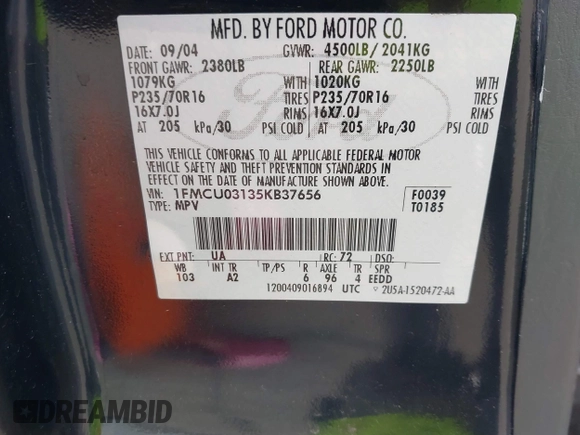 MFD. BY FORD MOTOR CO.
DATE: 09/04 GVWR: 4500LB/ 2041KG
FRONT GAWR: 2380LB REAR GAWR: 2250LB
1079KG WITH 1020KG WITH
P235/70R16 TIRES P235/70R16 TIRES
16X7.0J RIMS 16X7.0J RIMS
AT 205 kPa/30 PSI COLD AT 205 kPa/30 PSI COLD
THIS VEHICLE CONFORMS TO ALL APPLICABLE FEDERAL MOTOR
VEHICLE SAFETY AND THEFT PREVENTION STANDARDS IN
EFFECT ON THE DATE OF MANUFACTURE SHOWN ABOVE.
VIN: 1FMCU03135KB37656 F0039
TYPE: MPV T0185
EXT PNT: UA RC: 72 DSO:
WB INT TR TP/PS R AXLE TR SPR
103 A2 6 96 4 EEDD
1200409016894 UTC 2U5A-1520472-AA
Ford
DREAMBID